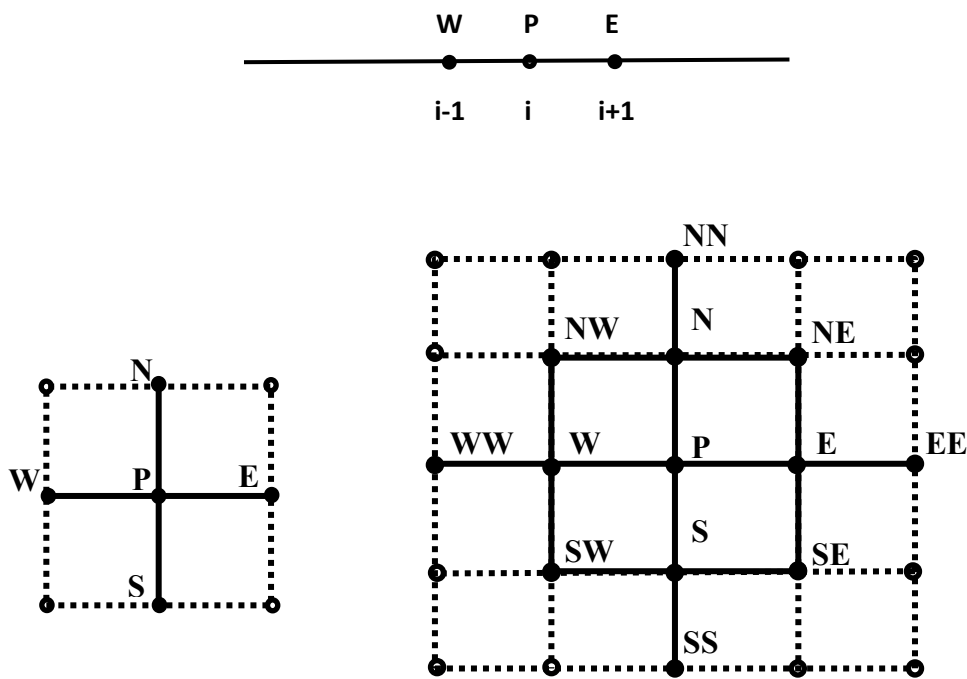 W P E
i-1 i i+1
N
W P E
S
NN
NW N NE
WW W P E EE
SW S SE
SS